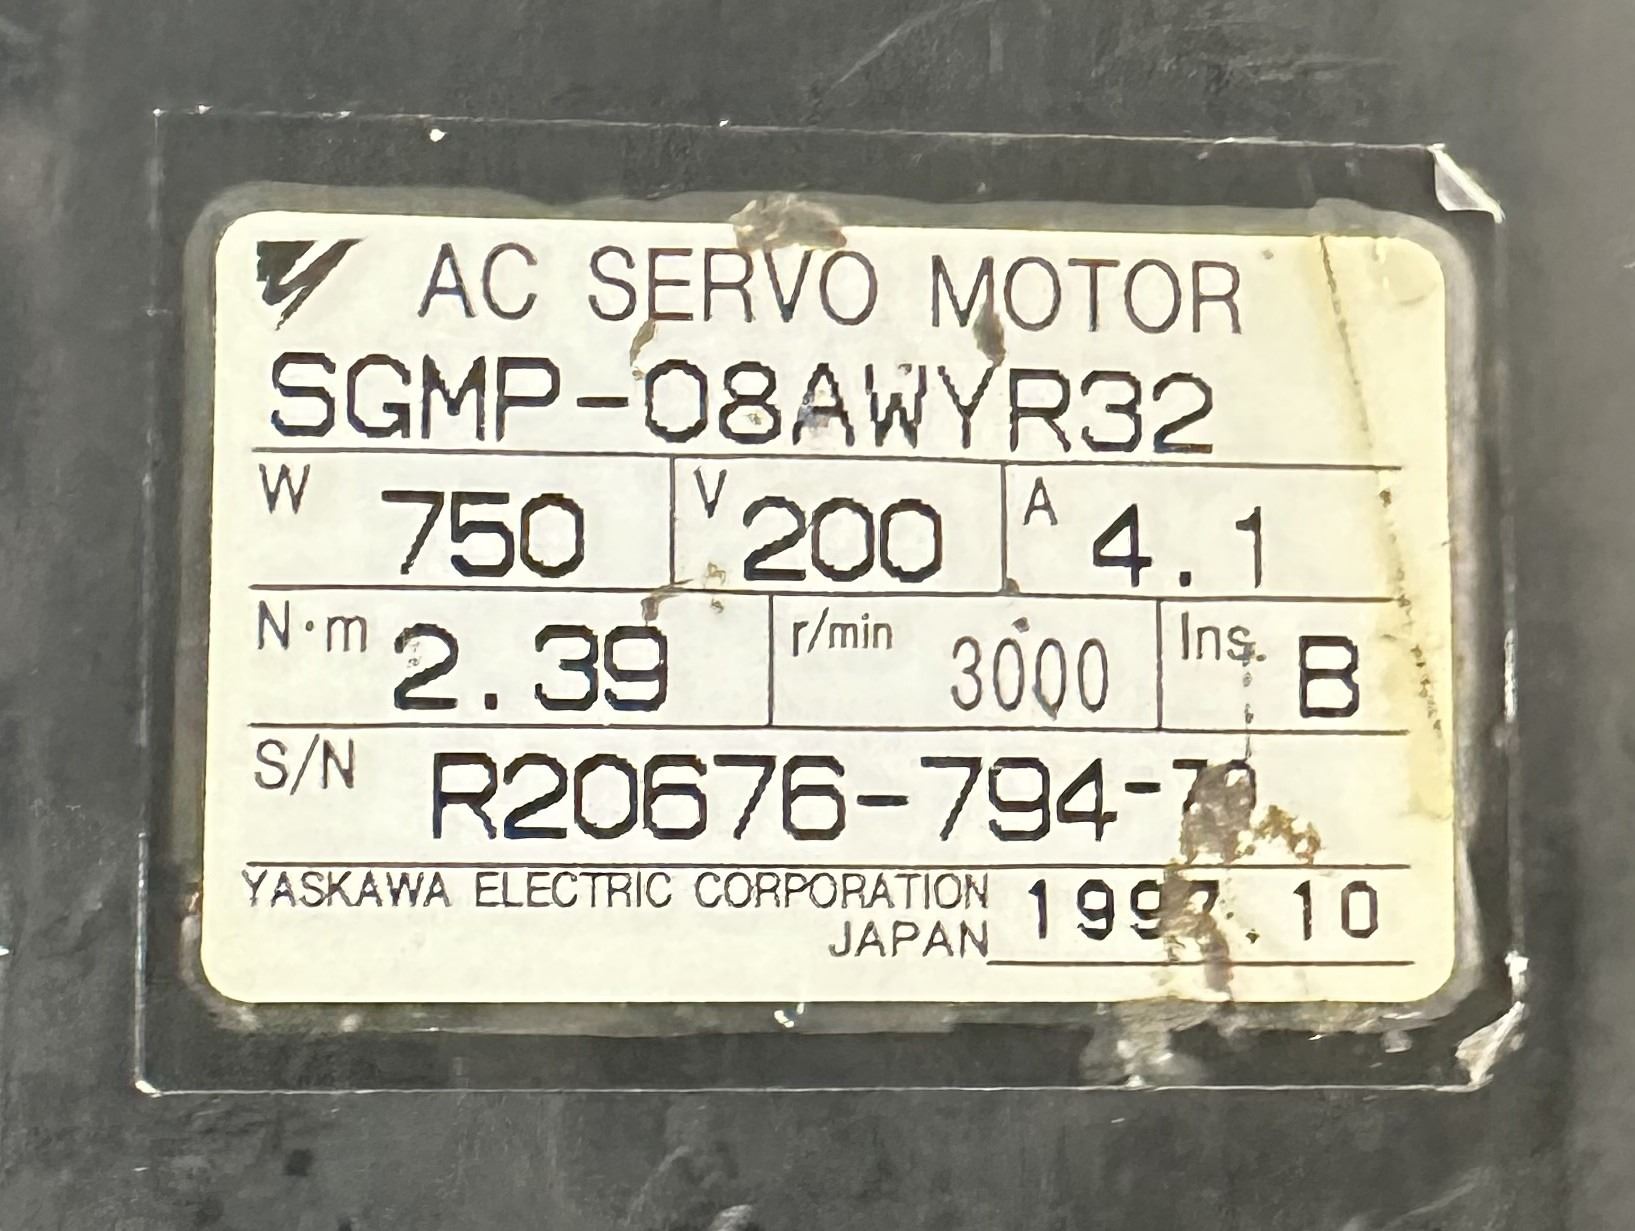 AC SERVO MOTOR
SGMP-08AWYR32
W 750 V 200 A 4.1
N·m 2.39 r/min 3000 Ins. B
S/N R20676-794-
YASKAWA ELECTRIC CORPORATION
JAPAN 1997.10